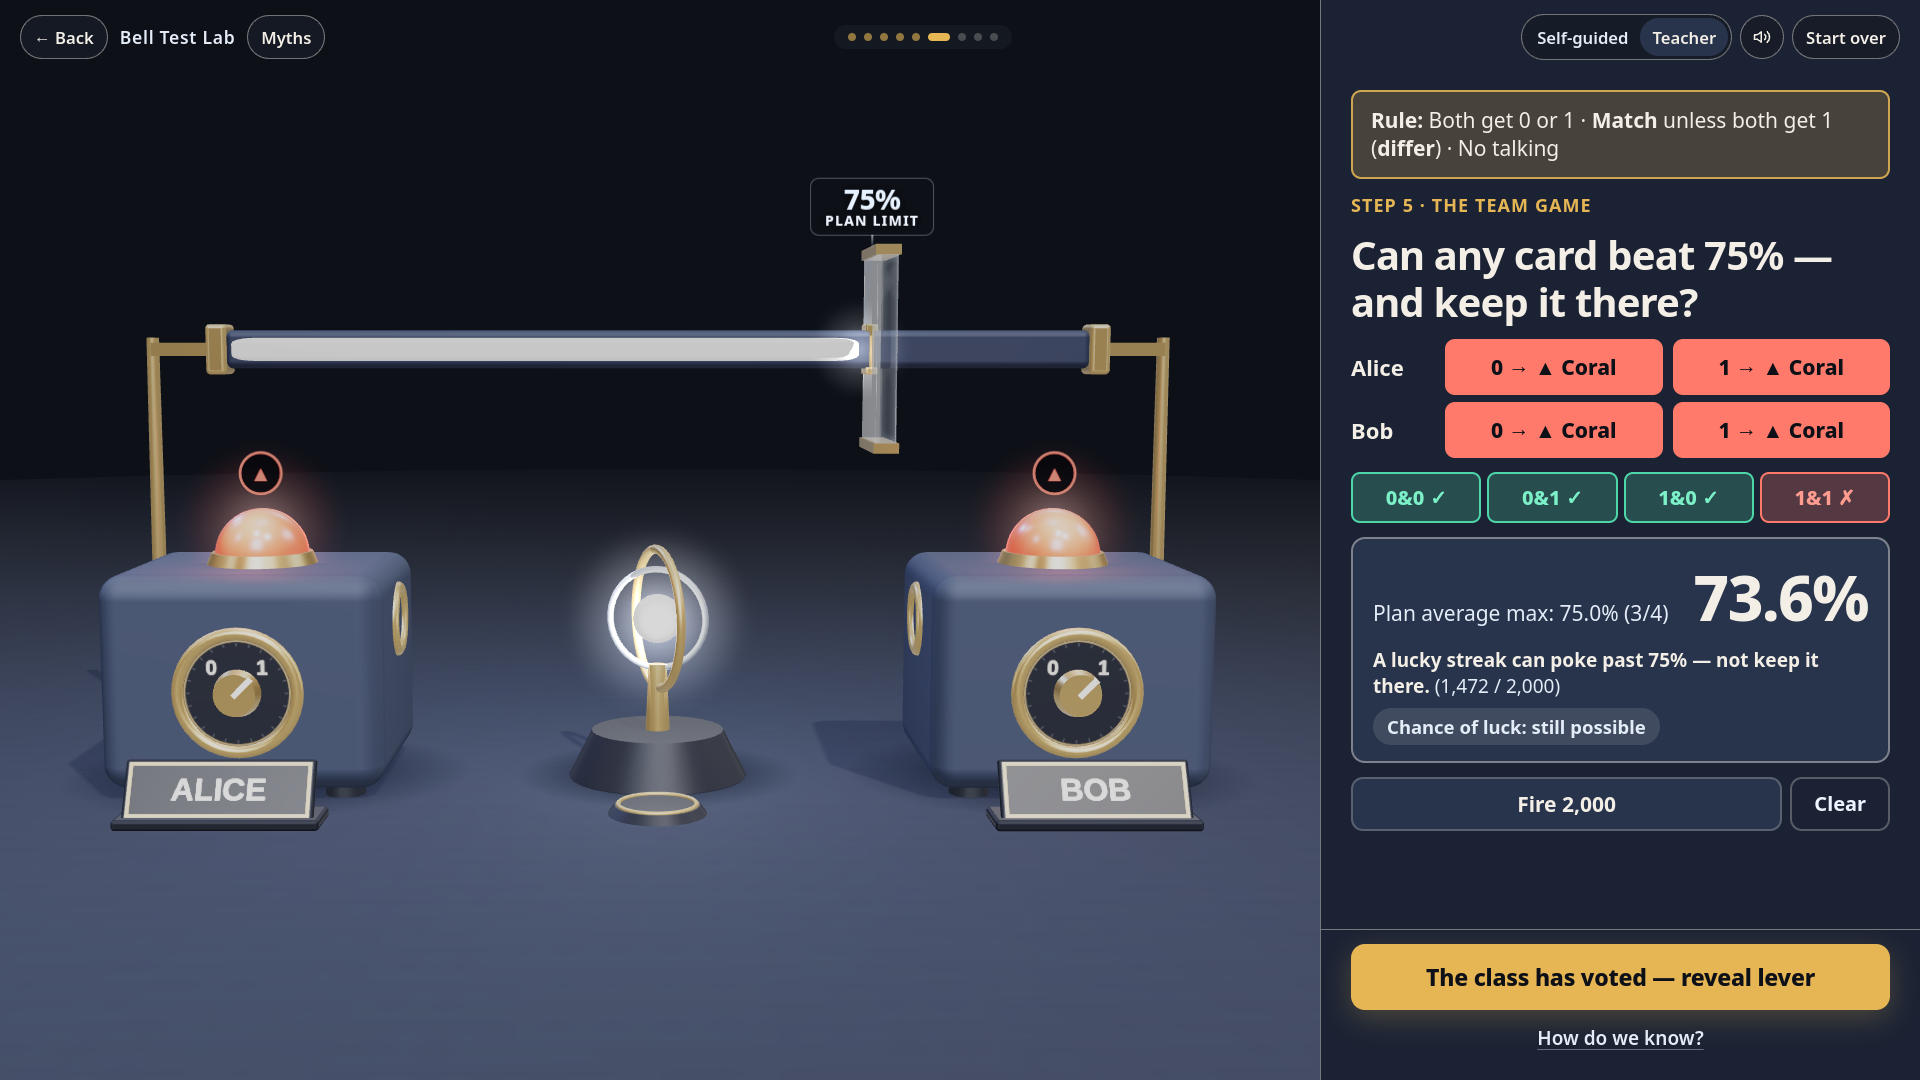 ← Back
Bell Test Lab
Myths
Self-guided
Teacher
Start over
75%
PLAN LIMIT
0 1
ALICE
0 1
BOB
Rule: Both get 0 or 1 · Match unless both get 1
(differ) · No talking
STEP 5 · THE TEAM GAME
Can any card beat 75% —
and keep it there?
Alice
0 → ▲ Coral
1 → ▲ Coral
Bob
0 → ▲ Coral
1 → ▲ Coral
0&0 ✓
0&1 ✓
1&0 ✓
1&1 ✗
Plan average max: 75.0% (3/4)
73.6%
A lucky streak can poke past 75% — not keep it
there. (1,472 / 2,000)
Chance of luck: still possible
Fire 2,000
Clear
The class has voted — reveal lever
How do we know?